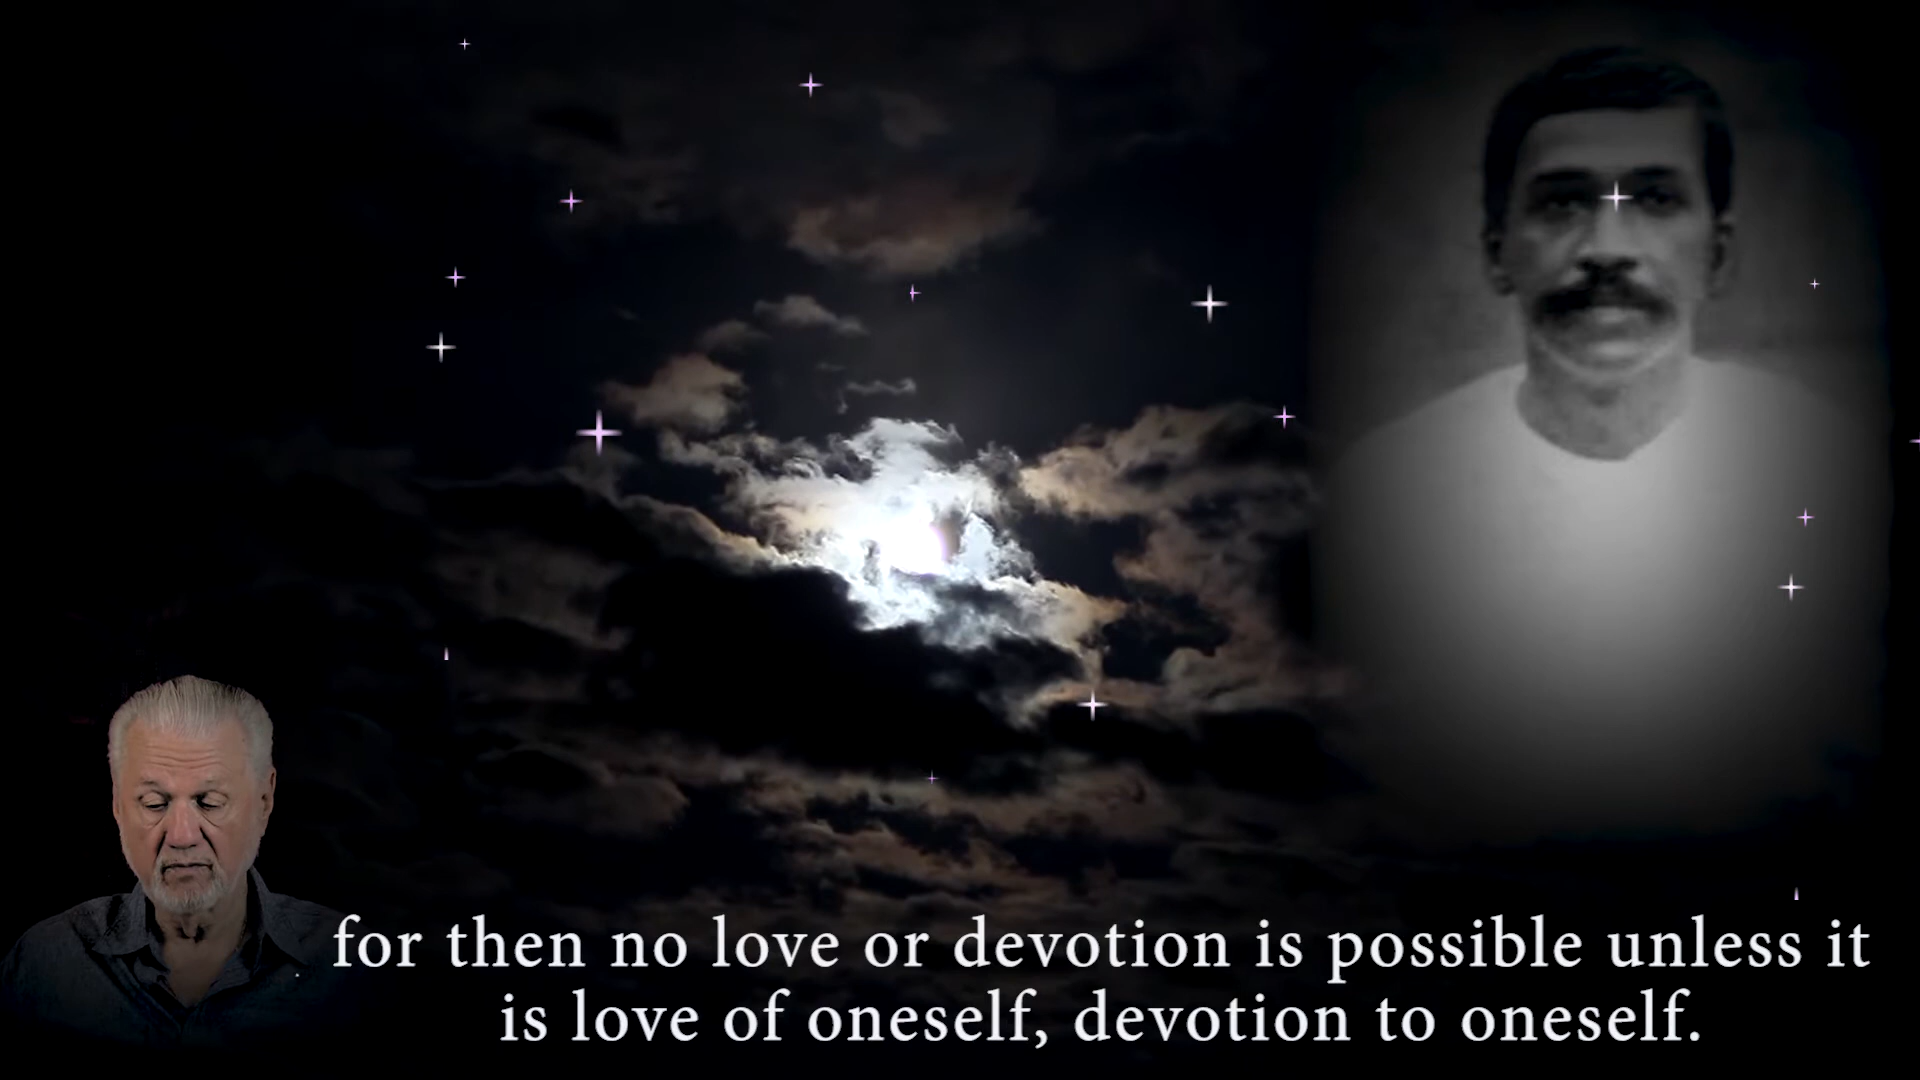 for then no love or devotion is possible unless it
is love of oneself, devotion to oneself.